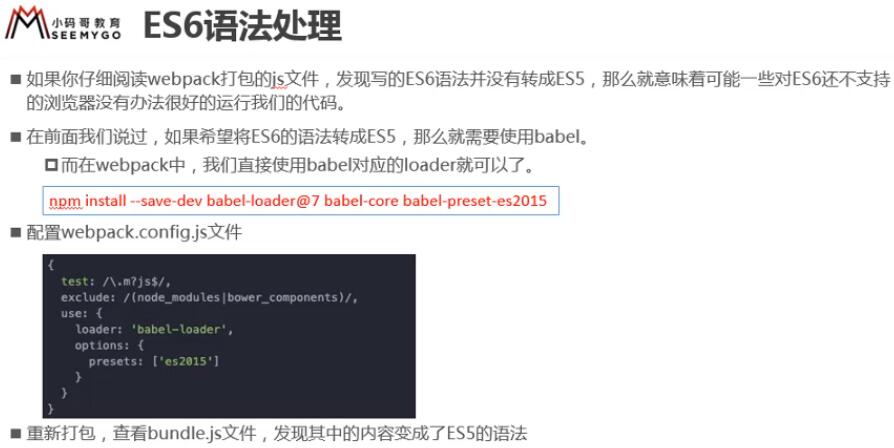 小码哥教育
SEEMYGO
ES6语法处理
■ 如果你仔细阅读webpack打包的js文件，发现写的ES6语法并没有转成ES5，那么就意味着可能一些对ES6还不支持
的浏览器没有办法很好的运行我们的代码。
■ 在前面我们说过，如果希望将ES6的语法转成ES5，那么就需要使用babel。
而在webpack中，我们直接使用babel对应的loader就可以了。
npm install --save-dev babel-loader@7 babel-core babel-preset-es2015
■ 配置webpack.config.js文件
{
test: /\.m?js$/,
exclude: /(node_modules|bower_components)/,
use: {
loader: 'babel-loader',
options: {
presets: ['es2015']
}
}
}
■ 重新打包，查看bundle.js文件，发现其中的内容变成了ES5的语法